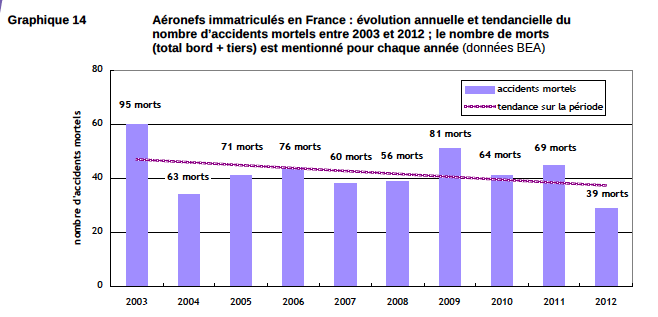 Graphique 14
Aéronefs immatriculés en France : évolution annuelle et tendancielle du
nombre d'accidents mortels entre 2003 et 2012 ; le nombre de morts
(total bord + tiers) est mentionné pour chaque année (données BEA)
80
60
40
20
0
nombre d'accidents mortels
accidents mortels
tendance sur la période
95 morts
63 morts
71 morts
76 morts
60 morts
56 morts
81 morts
64 morts
69 morts
39 morts
2003 2004 2005 2006 2007 2008 2009 2010 2011 2012